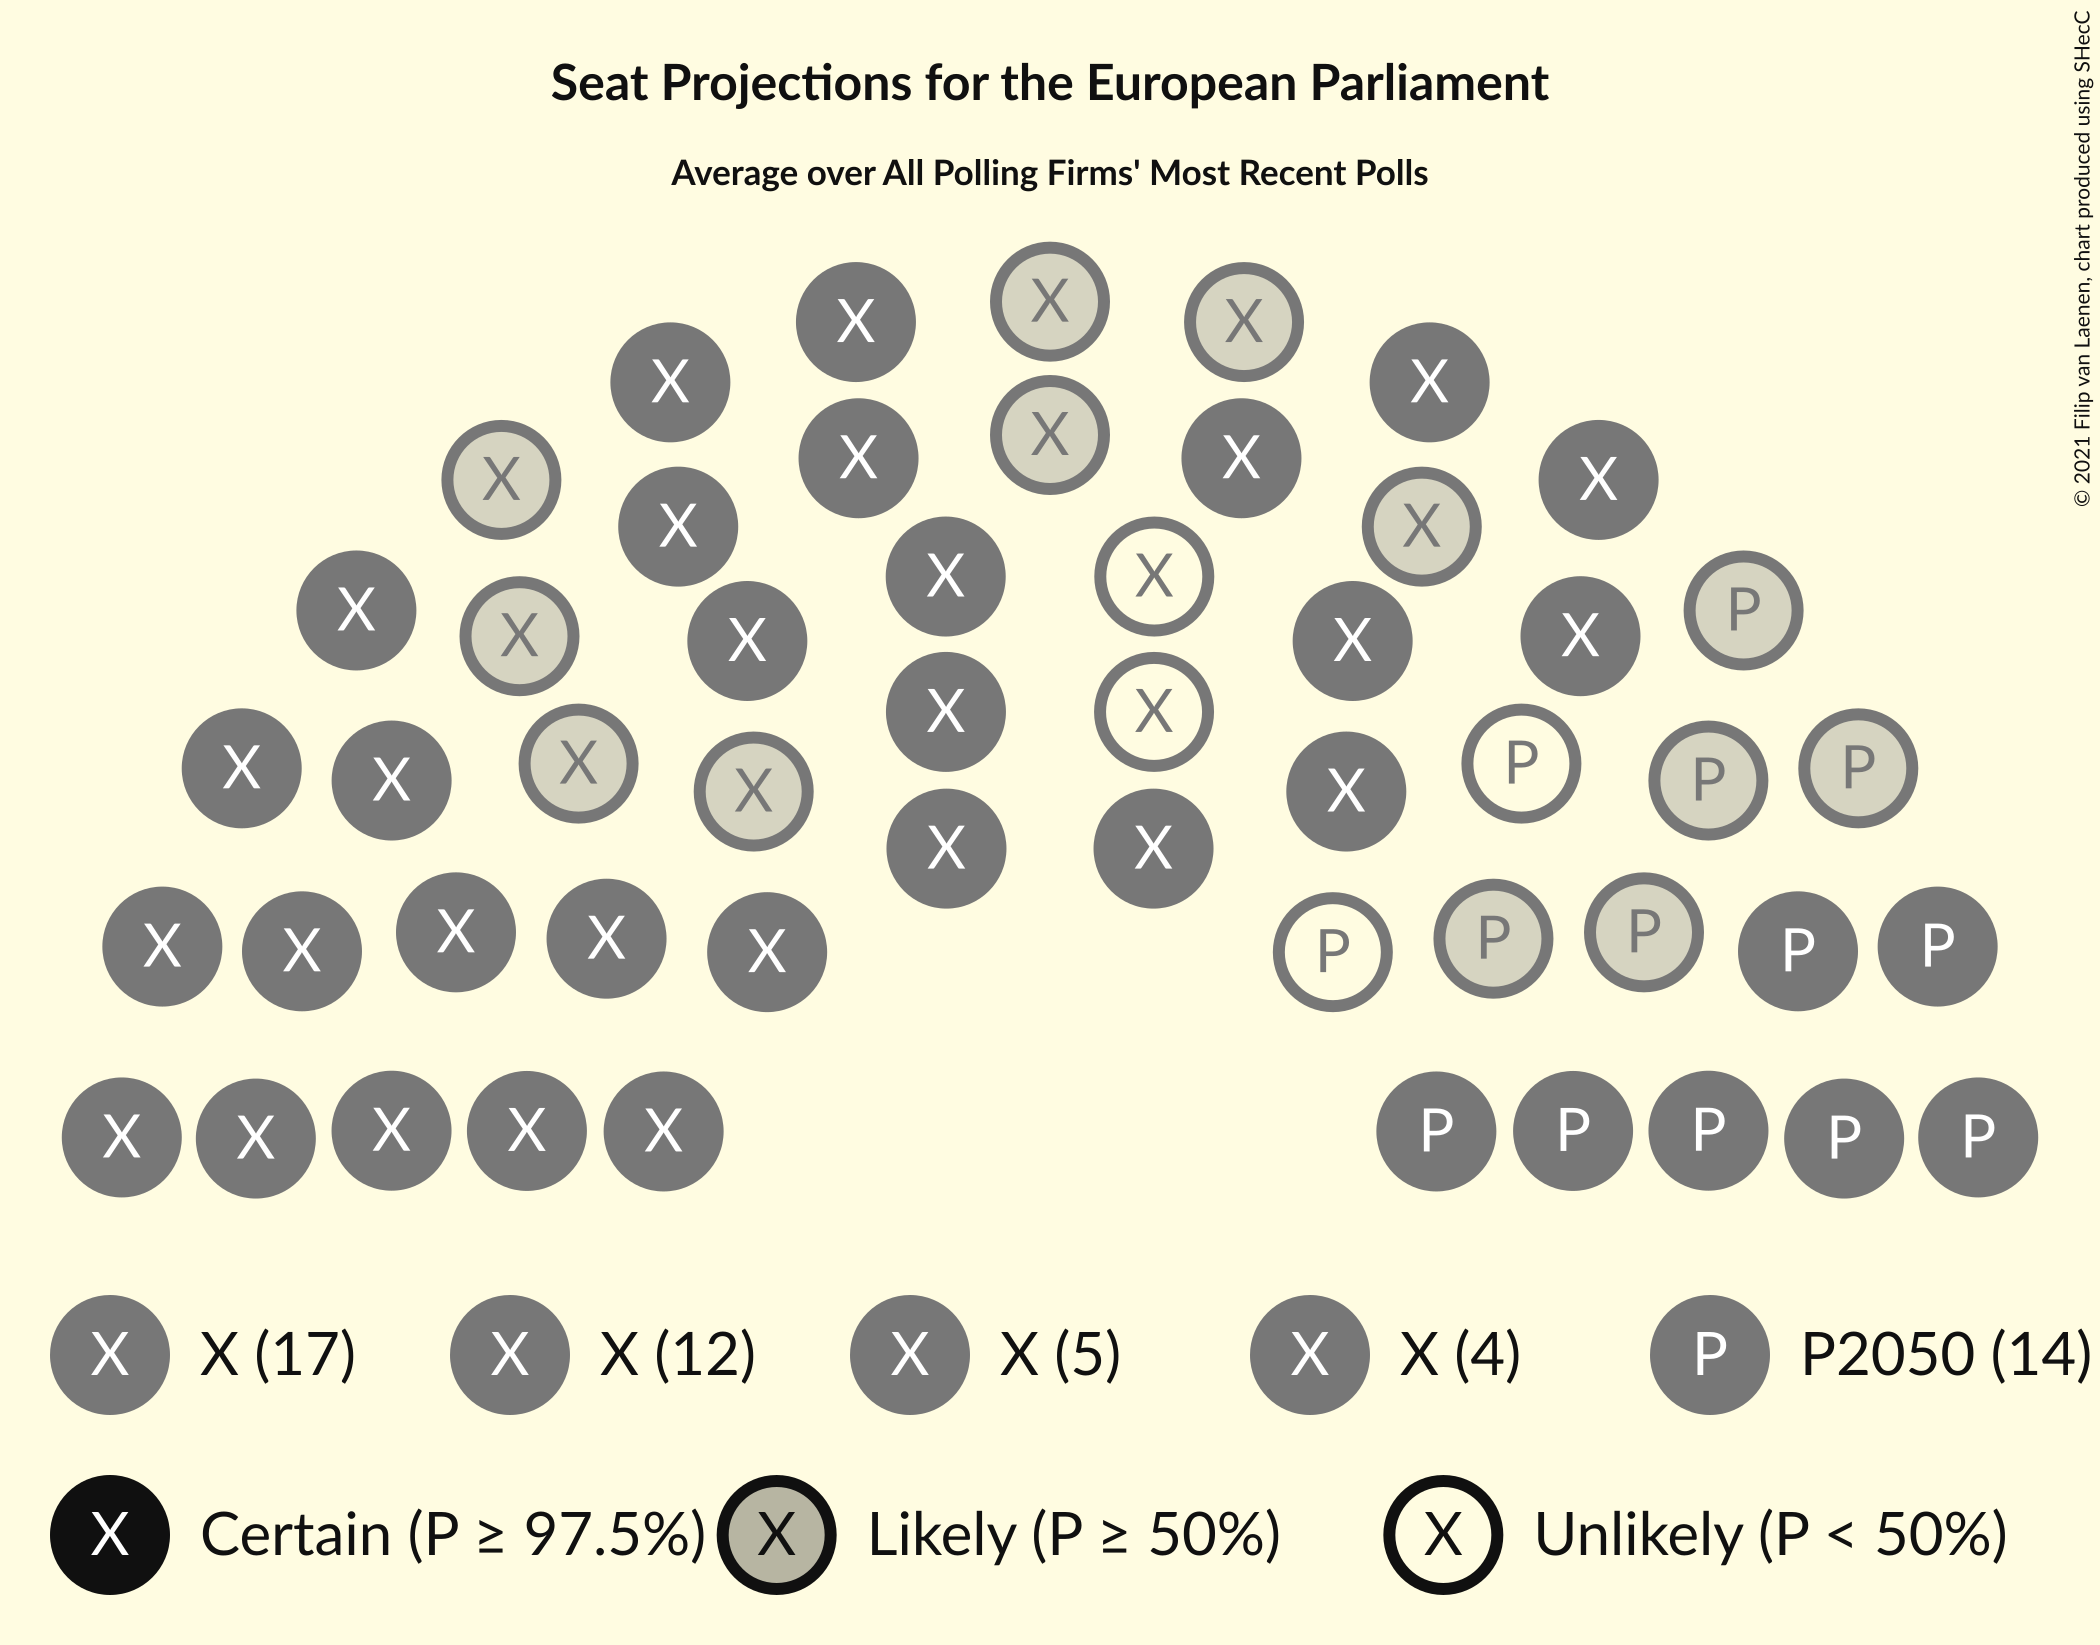 Seat Projections for the European Parliament
Average over All Polling Firms' Most Recent Polls
© 2021 Filip van Laenen, chart produced using SHecC
X
X X
X X
X
X X
X X
X X
X X
X X
X X X
X X P
X X
X X
X X P P P
X X
X X X
X X X P P P P P
X X X X X P P P P P
X X (17) X X (12) X X (5) X X (4) P P2050 (14)
X Certain (P ≥ 97.5%) X Likely (P ≥ 50%) X Unlikely (P < 50%)